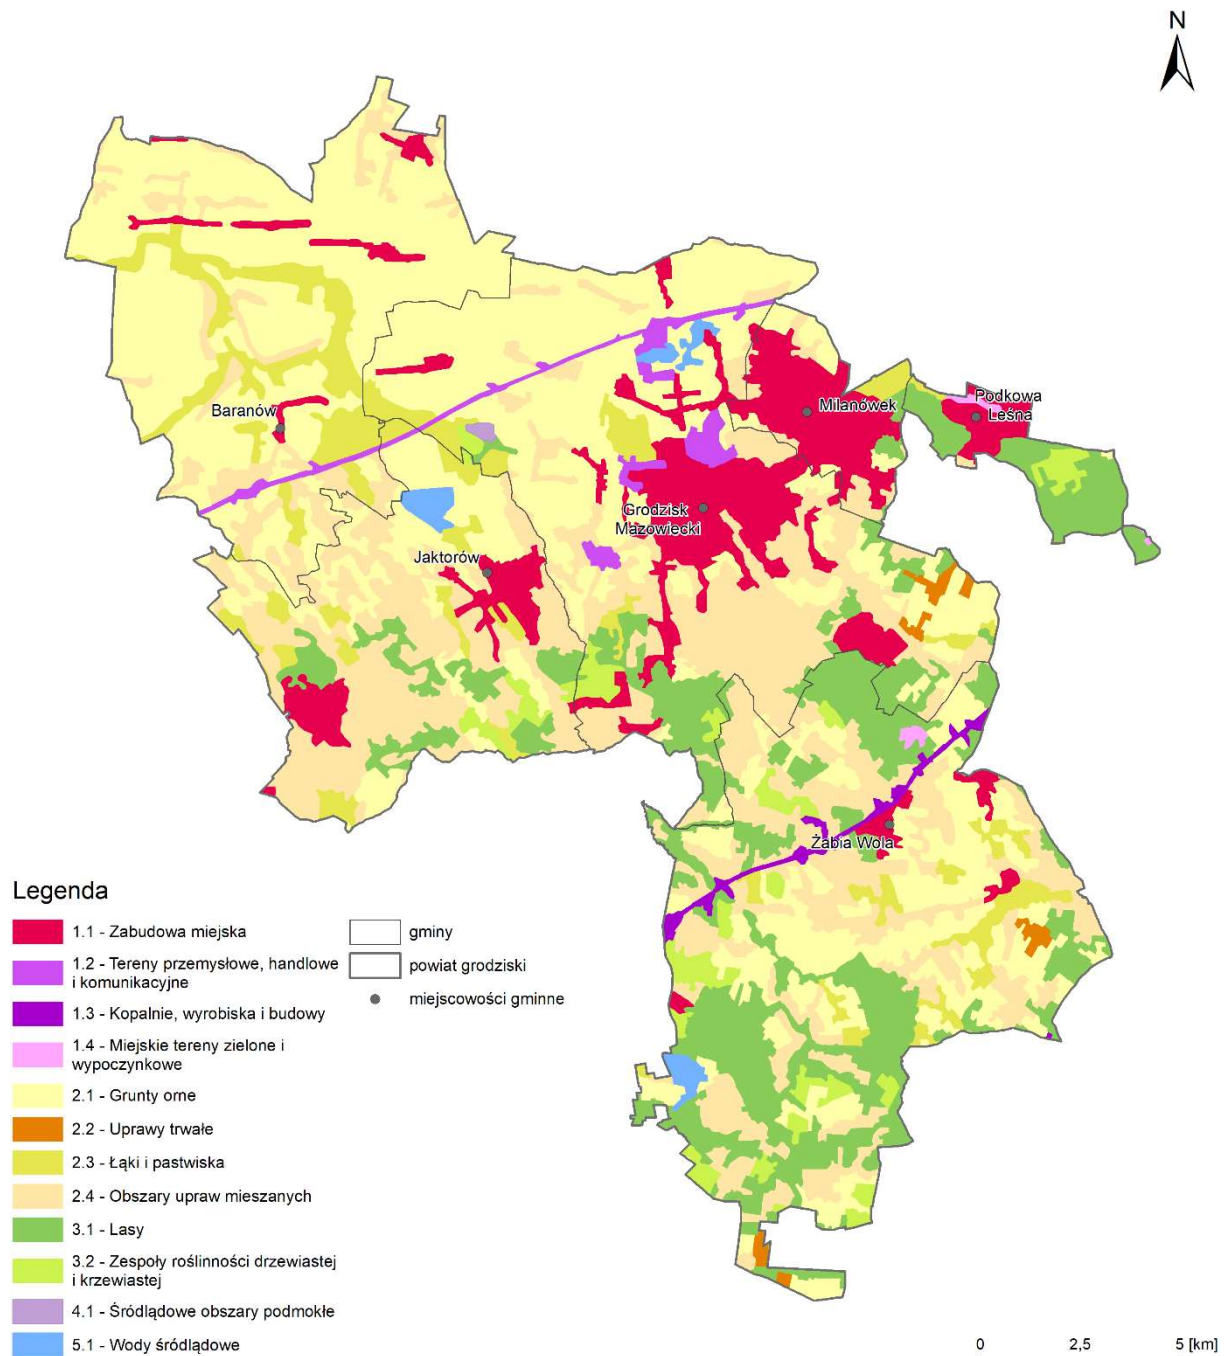 N
Baranów
Milanówek
Podkowa
Leśna
Grodzisk
Mazowiecki
Jaktorów
Żabia Wola
Legenda
1.1 - Zabudowa miejska
1.2 - Tereny przemysłowe, handlowe
i komunikacyjne
1.3 - Kopalnie, wyrobiska i budowy
1.4 - Miejskie tereny zielone i
wypoczynkowe
2.1 - Grunty orne
2.2 - Uprawy trwałe
2.3 - Łąki i pastwiska
2.4 - Obszary upraw mieszanych
3.1 - Lasy
3.2 - Zespoły roślinności drzewiastej
i krzewiastej
4.1 - Śródlądowe obszary podmokłe
5.1 - Wody śródlądowe
gminy
powiat grodziski
miejscowości gminne
0 2,5 5 [km]